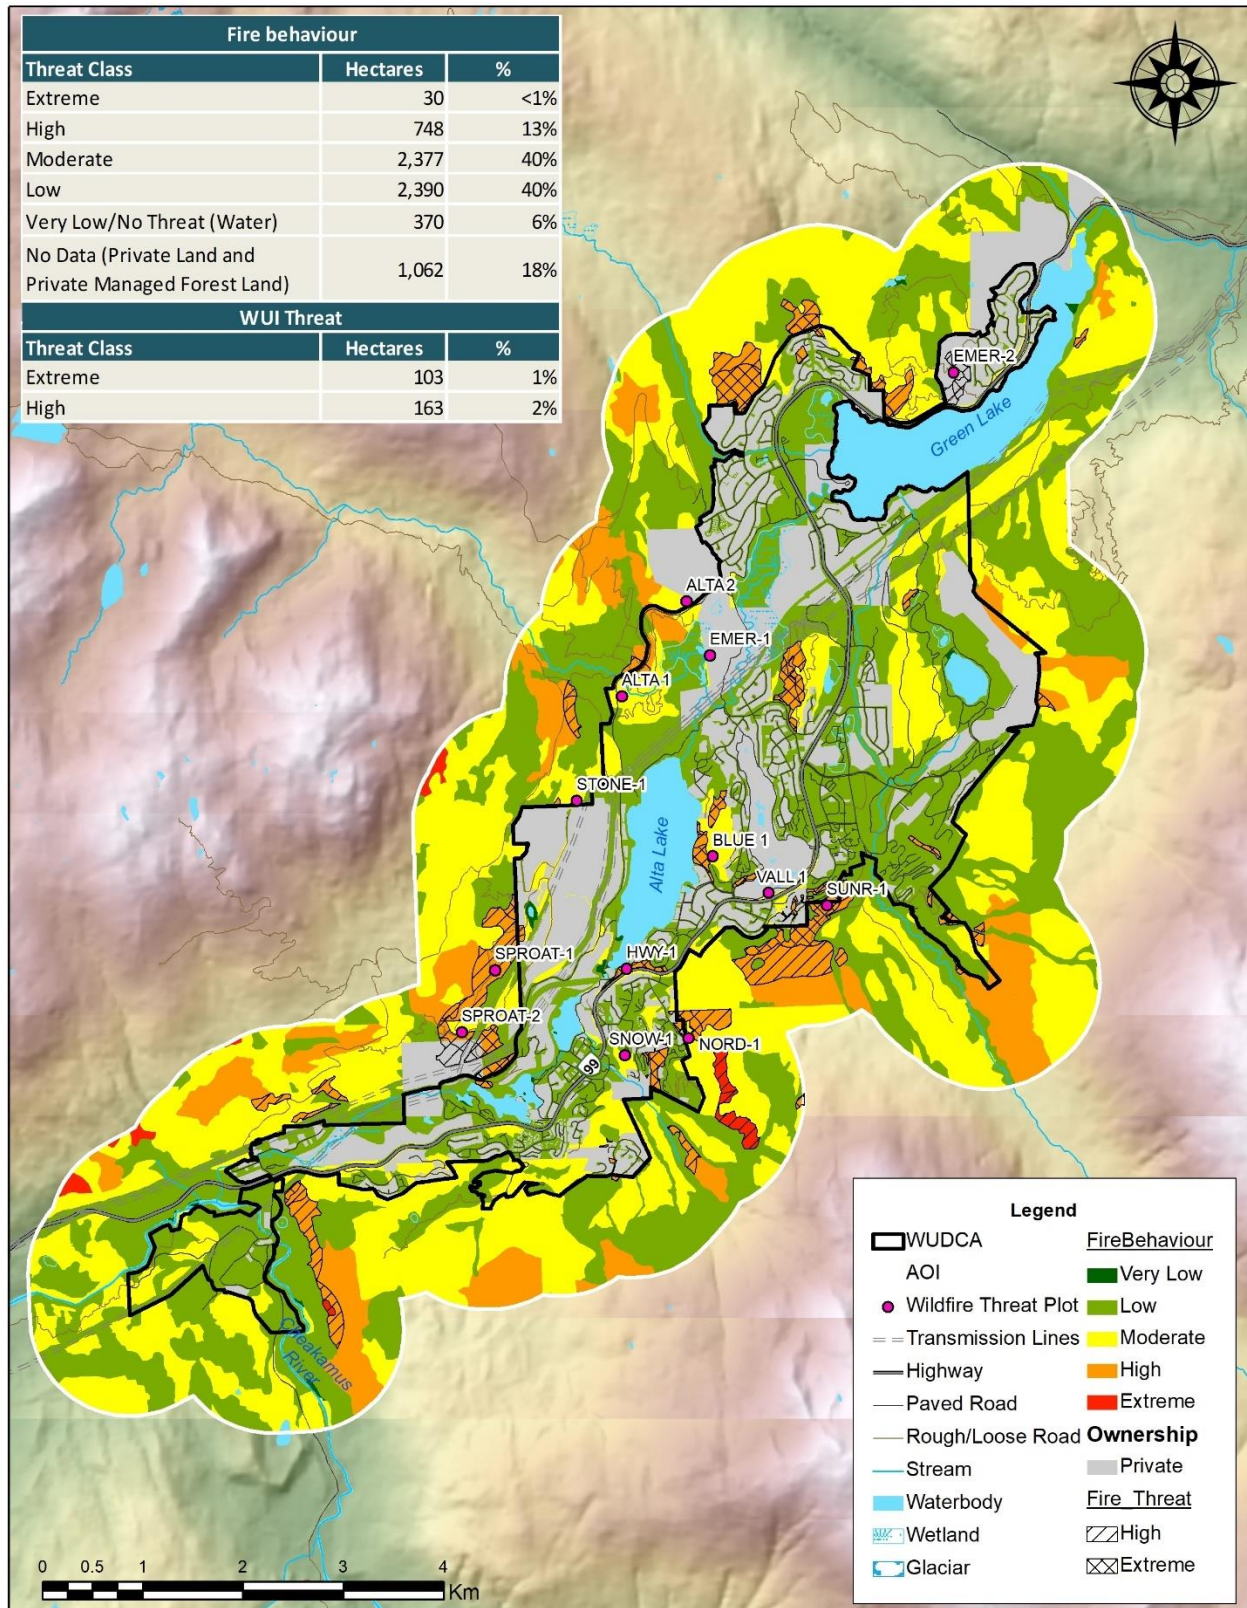 Fire behaviour
Threat Class Hectares %
Extreme 30 <1%
High 748 13%
Moderate 2,377 40%
Low 2,390 40%
Very Low/No Threat (Water) 370 6%
No Data (Private Land and
Private Managed Forest Land) 1,062 18%
WUI Threat
Threat Class Hectares %
Extreme 103 1%
High 163 2%
EMER-2
Green Lake
ALTA 2
EMER-1
ALTA 1
STONE-1
BLUE 1
Alta Lake
VALL 1
SUNR-1
SPROAT-1
HWY-1
SPROAT-2
NORD-1
SNOW-1
99
Cheakamus
River
Legend
WUDCA
AOI
Wildfire Threat Plot
Transmission Lines
Highway
Paved Road
Rough/Loose Road
Stream
Waterbody
Wetland
Glaciar
FireBehaviour
Very Low
Low
Moderate
High
Extreme
Ownership
Private
Fire_Threat
High
Extreme
0 0.5 1 2 3 4
Km